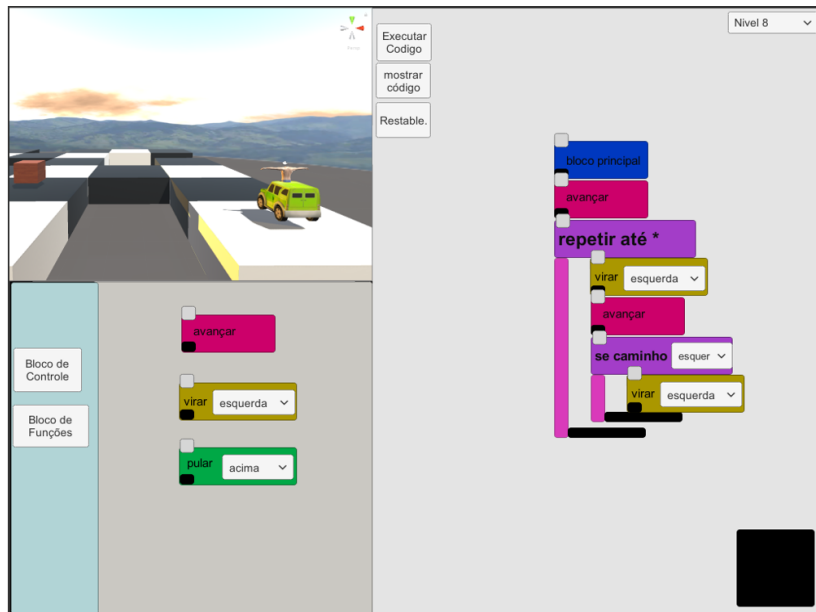 Executar
Codigo
mostrar
código
Restable.
Nivel 8
bloco principal
avançar
repetir até *
virar esquerda
avançar
se caminho esquer
virar esquerda
Bloco de
Controle
Bloco de
Funções
avançar
virar esquerda
pular acima